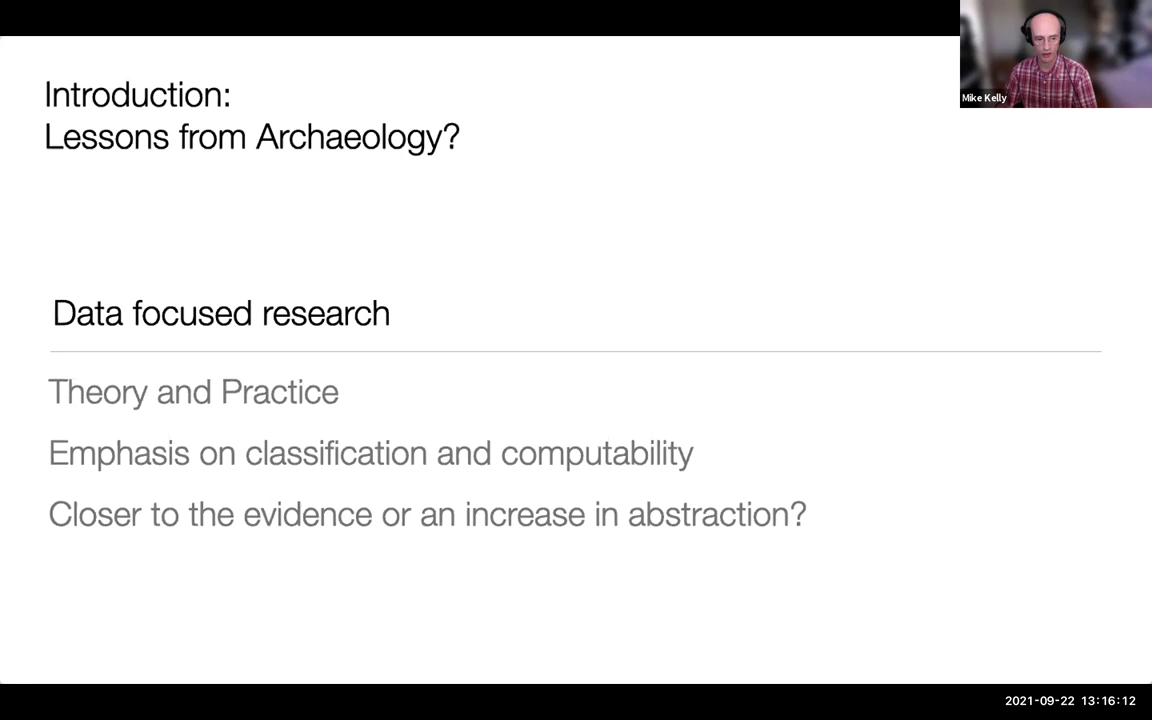 Introduction:
Lessons from Archaeology?
Mike Kelly
Data focused research
Theory and Practice
Emphasis on classification and computability
Closer to the evidence or an increase in abstraction?
2021-09-22 13:16:12